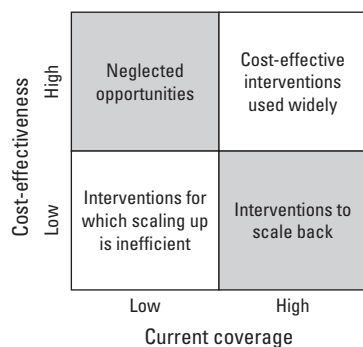 Cost-effectiveness
High
Low
Neglected
opportunities
Cost-effective
interventions
used widely
Interventions for
which scaling up
is inefficient
Interventions to
scale back
Low
High
Current coverage